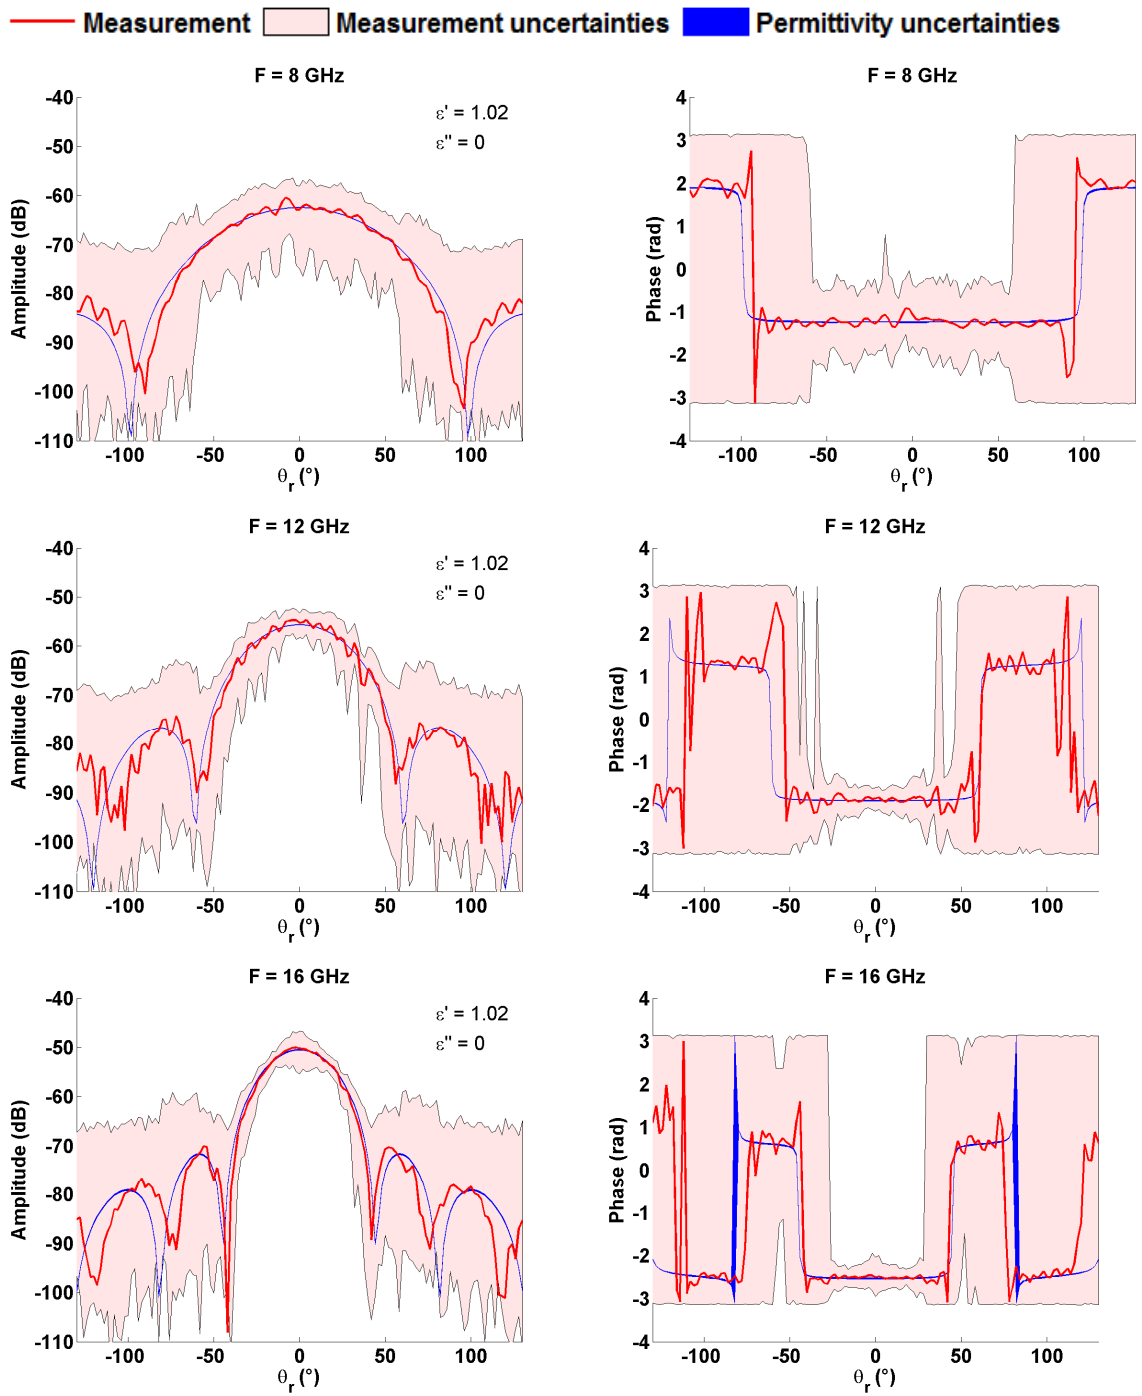 Measurement Measurement uncertainties Permittivity uncertainties
F = 8 GHz
Amplitude (dB)
-40
-50
-60
-70
-80
-90
-100
-110
ε' = 1.02
ε'' = 0
-100 -50 0 50 100
θr (°)
F = 8 GHz
Phase (rad)
4
3
2
1
0
-1
-2
-3
-4
-100 -50 0 50 100
θr (°)
F = 12 GHz
Amplitude (dB)
-40
-50
-60
-70
-80
-90
-100
-110
ε' = 1.02
ε'' = 0
-100 -50 0 50 100
θr (°)
F = 12 GHz
Phase (rad)
4
3
2
1
0
-1
-2
-3
-4
-100 -50 0 50 100
θr (°)
F = 16 GHz
Amplitude (dB)
-40
-50
-60
-70
-80
-90
-100
-110
ε' = 1.02
ε'' = 0
-100 -50 0 50 100
θr (°)
F = 16 GHz
Phase (rad)
4
3
2
1
0
-1
-2
-3
-4
-100 -50 0 50 100
θr (°)